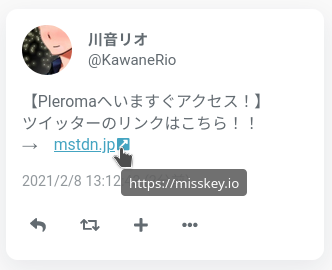 川音リオ
@KawaneRio
【Pleromaへいますぐアクセス！】
ツイッターのリンクはこちら！！
→ mstdn.jp
2021/2/8 13:12
https://misskey.io